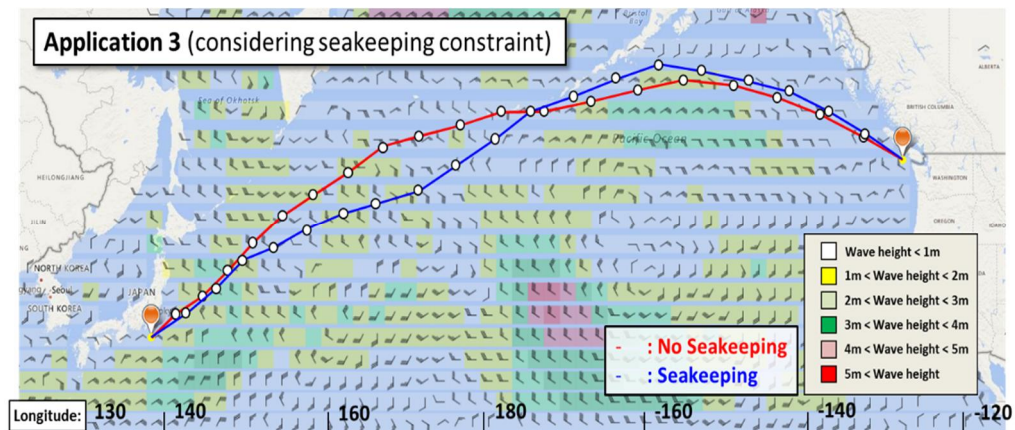 Application 3 (considering seakeeping constraint)
Sea of Okhotsk
ALBERTA
BRITISH COLUMBIA
Pacific Ocean
HEILONGJIANG
WASHINGTON
JILIN
OREGON
NORTH KOREA
Seoul
JAPAN
SOUTH KOREA
Wave height < 1m
1m < Wave height < 2m
2m < Wave height < 3m
3m < Wave height < 4m
4m < Wave height < 5m
5m < Wave height
- : No Seakeeping
- : Seakeeping
Longitude: 130 140 160 180 -160 -140 -120